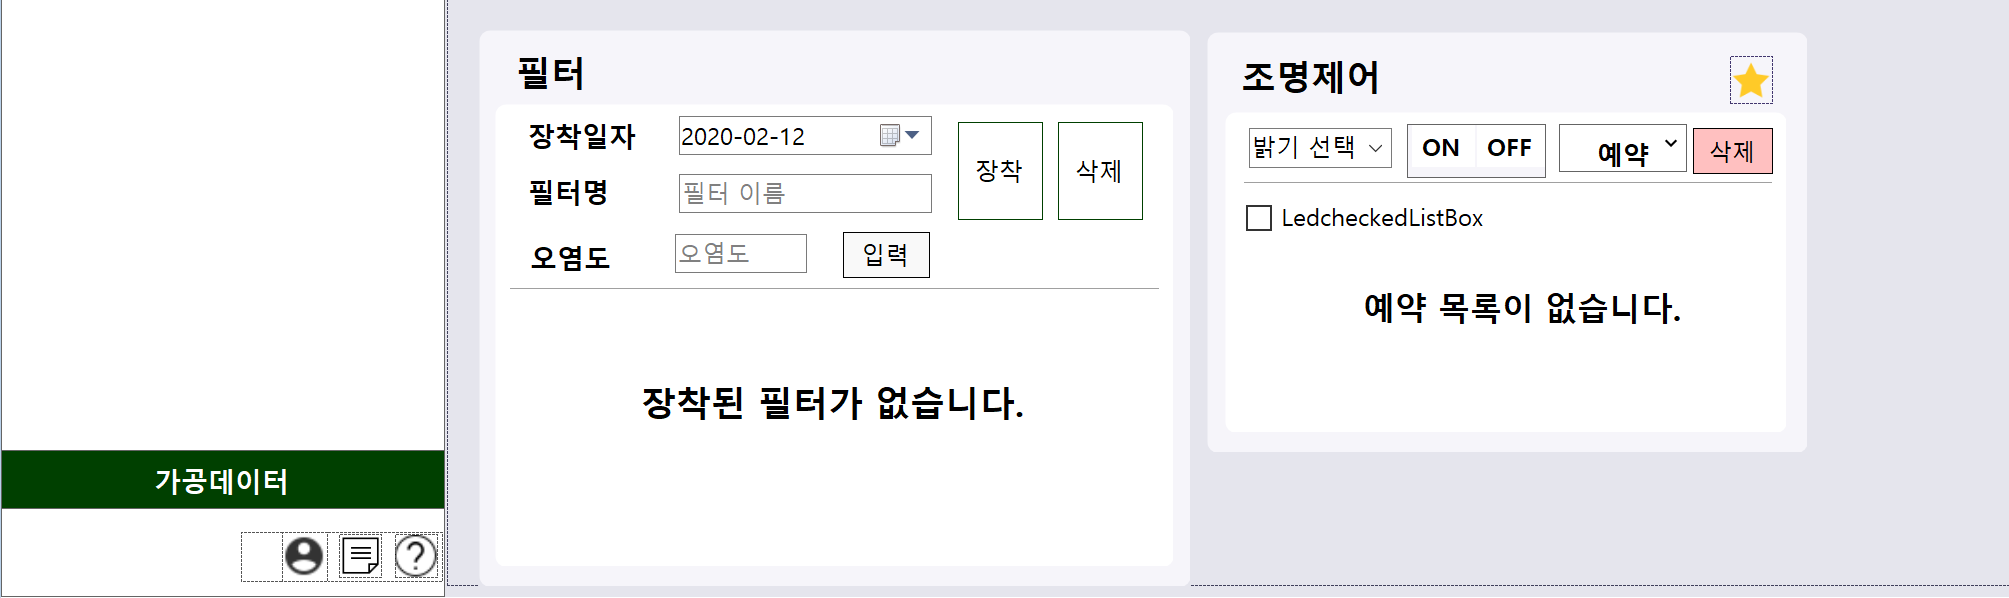 필터
장착일자 2020-02-12
필터명 필터 이름
장착 삭제
오염도 오염도 입력
장착된 필터가 없습니다.
조명제어
밝기 선택 ON OFF 예약 삭제
LedcheckedListBox
예약 목록이 없습니다.
가공데이터
?